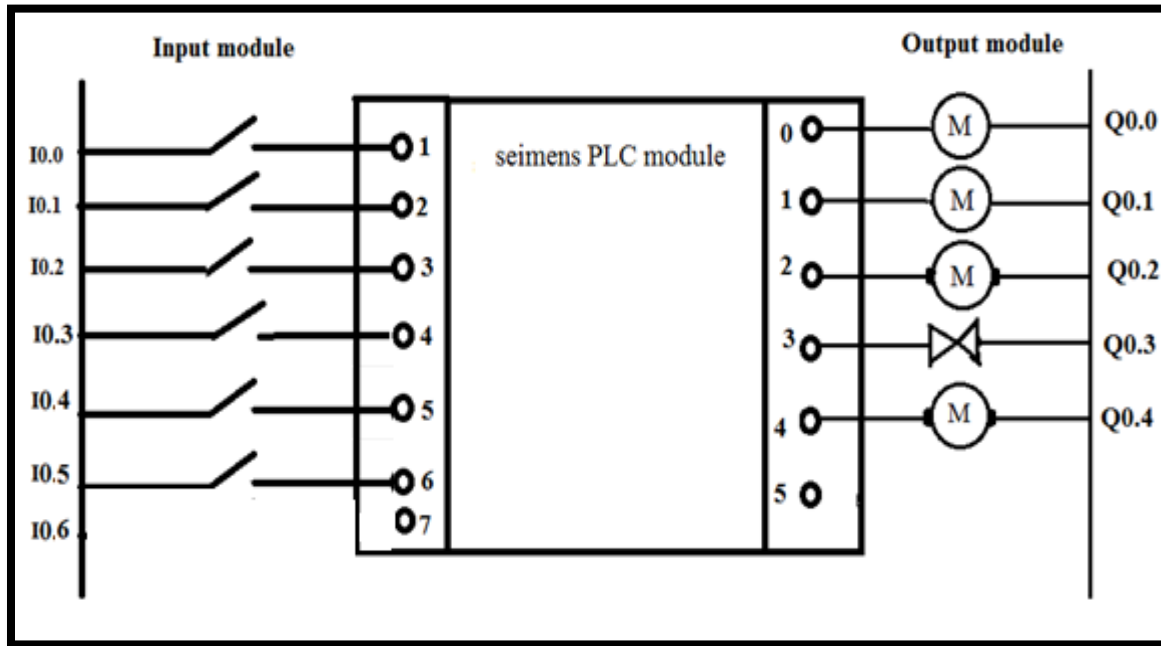 Input module
Output module
seimens PLC module
I0.0
I0.1
I0.2
I0.3
I0.4
I0.5
I0.6
1
2
3
4
5
6
7
0
1
2
3
4
5
M
M
M
M
Q0.0
Q0.1
Q0.2
Q0.3
Q0.4